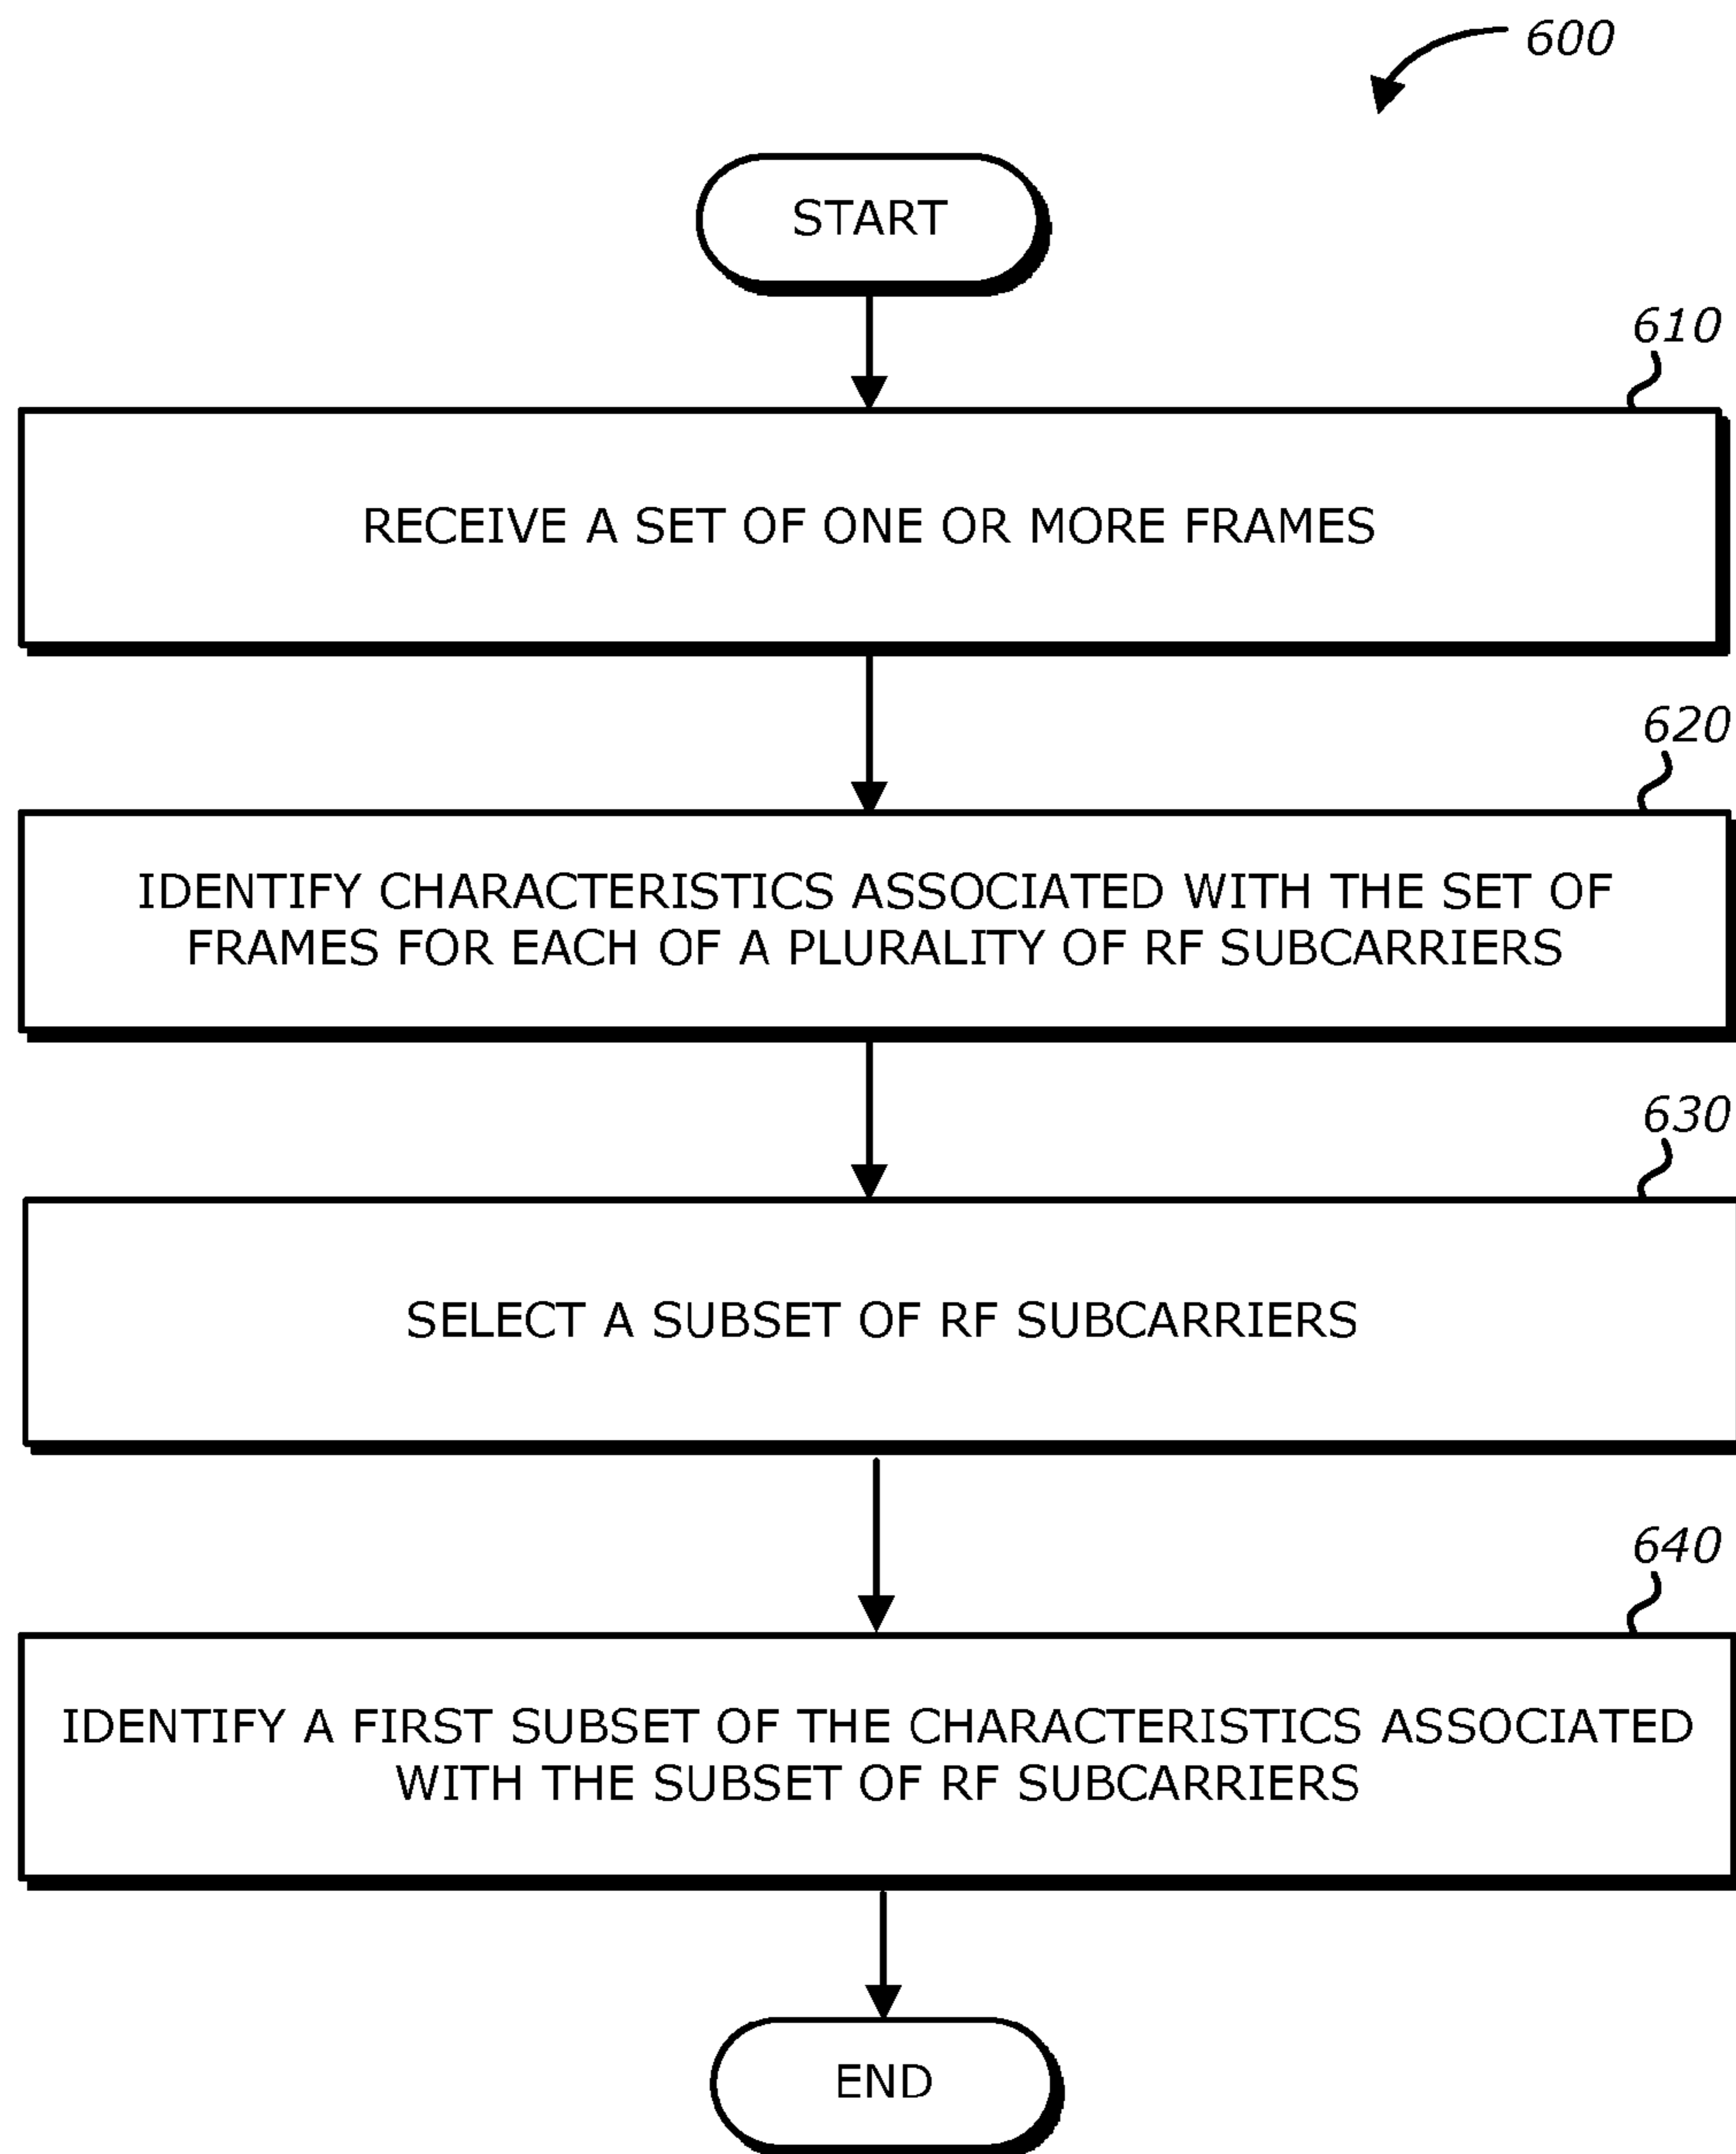 600
START
610
RECEIVE A SET OF ONE OR MORE FRAMES
620
IDENTIFY CHARACTERISTICS ASSOCIATED WITH THE SET OF
FRAMES FOR EACH OF A PLURALITY OF RF SUBCARRIERS
630
SELECT A SUBSET OF RF SUBCARRIERS
640
IDENTIFY A FIRST SUBSET OF THE CHARACTERISTICS ASSOCIATED
WITH THE SUBSET OF RF SUBCARRIERS
END